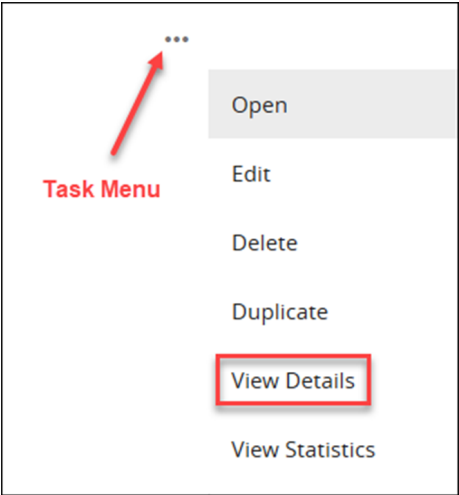 •••
Task Menu
Open
Edit
Delete
Duplicate
View Details
View Statistics